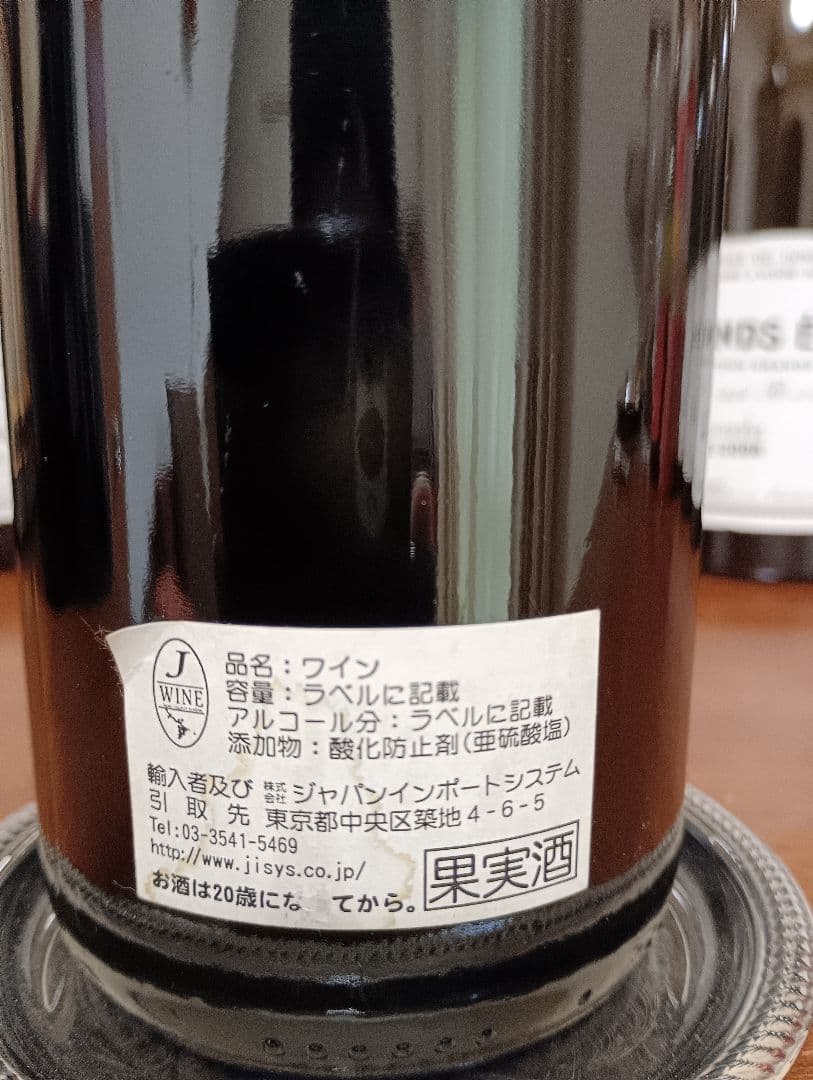 J
WINE
品名：ワイン
容量：ラベルに記載
アルコール分：ラベルに記載
添加物：酸化防止剤(亜硫酸塩)
輸入者及び 株式会社 ジャパンインポートシステム
引取先 東京都中央区築地4-6-5
Tel:03-3541-5469
http://www.jisys.co.jp/
お酒は20歳にな てから。
果実酒
NDS